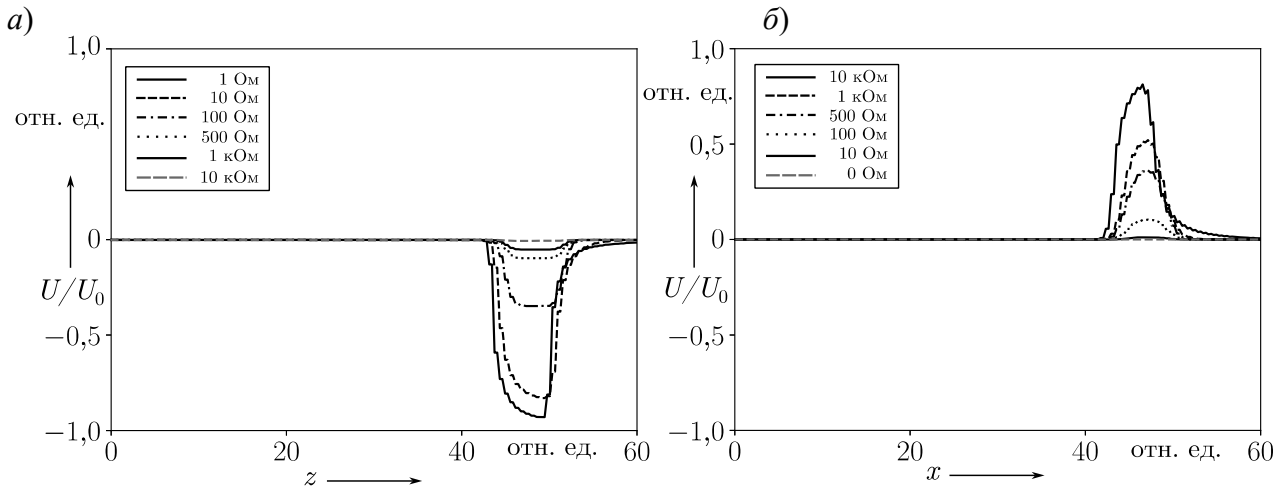 а)
1,0
1 Ом
10 Ом
100 Ом
500 Ом
1 кОм
10 кОм
отн. ед.
0
U/U₀
−0,5
−1,0
0
20
40
отн. ед.
60
z
б)
1,0
10 кОм
1 кОм
500 Ом
100 Ом
10 Ом
0 Ом
отн. ед.
0,5
0
U/U₀
−0,5
−1,0
0
20
40
отн. ед.
60
x